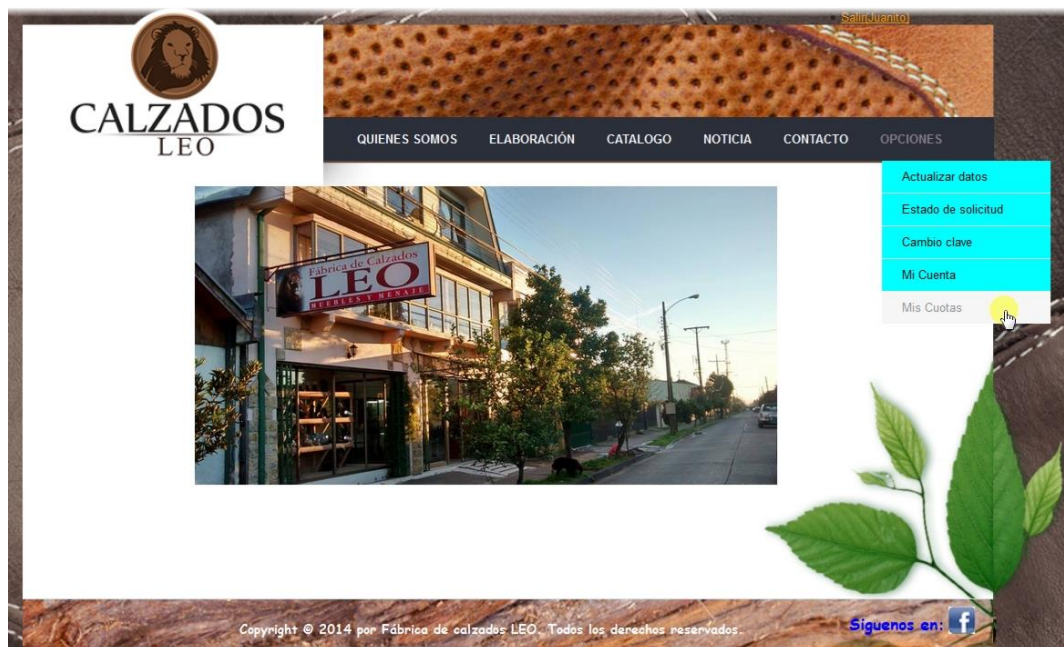 Salir(Juanito)
CALZADOS
LEO
QUIENES SOMOS ELABORACIÓN CATALOGO NOTICIA CONTACTO OPCIONES
Actualizar datos
Estado de solicitud
Cambio clave
Mi Cuenta
Mis Cuotas
Fábrica de Calzados
LEO
MUEBLES Y MENAJE
Copyright © 2014 por Fábrica de calzados LEO. Todos los derechos reservados.
Siguenos en: f